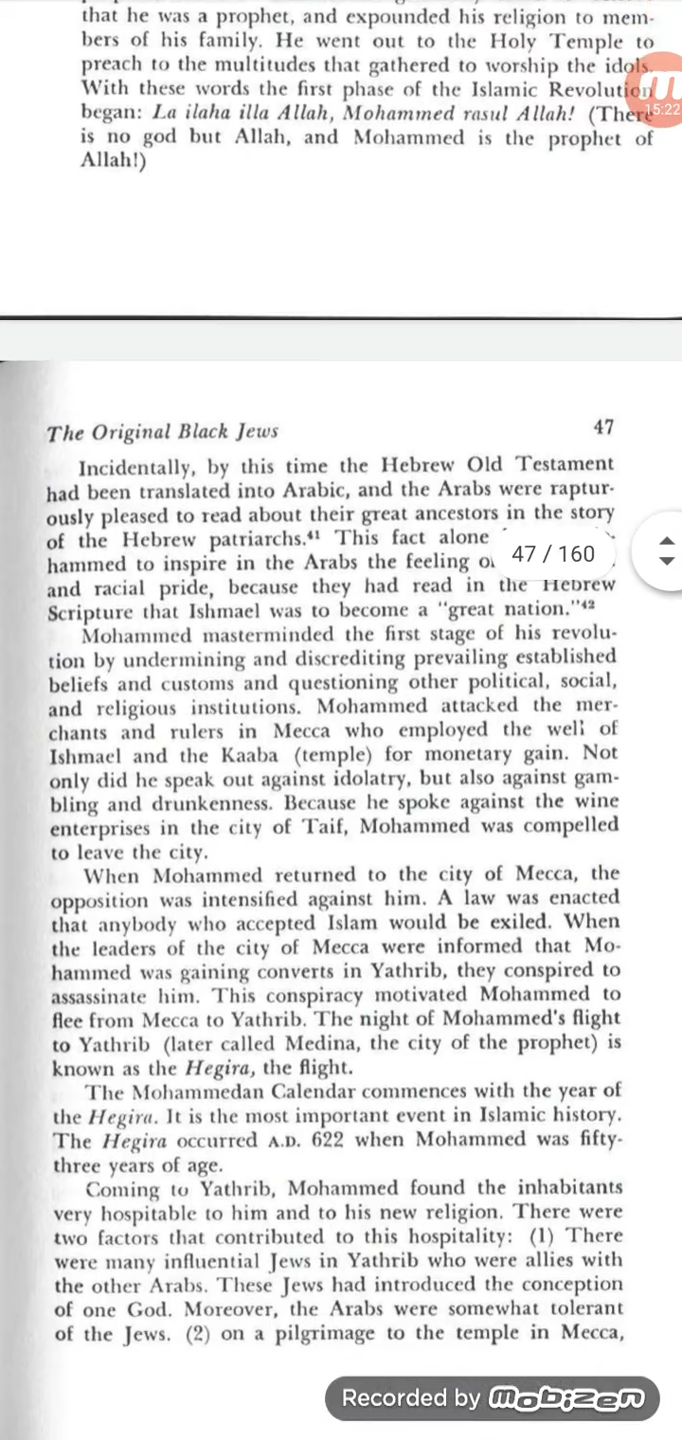 that he was a prophet, and expounded his religion to mem-
bers of his family. He went out to the Holy Temple to
preach to the multitudes that gathered to worship the idols.
With these words the first phase of the Islamic Revolution
began: La ilaha illa Allah, Mohammed rasul Allah! (There
15:22
is no god but Allah, and Mohammed is the prophet of
Allah!)
The Original Black Jews 47
Incidentally, by this time the Hebrew Old Testament
had been translated into Arabic, and the Arabs were raptur-
ously pleased to read about their great ancestors in the story
of the Hebrew patriarchs.⁴¹ This fact alone
47 / 160
hammed to inspire in the Arabs the feeling
and racial pride, because they had read in the Hebrew
Scripture that Ishmael was to become a "great nation."⁴²
Mohammed masterminded the first stage of his revolu-
tion by undermining and discrediting prevailing established
beliefs and customs and questioning other political, social,
and religious institutions. Mohammed attacked the mer-
chants and rulers in Mecca who employed the well of
Ishmael and the Kaaba (temple) for monetary gain. Not
only did he speak out against idolatry, but also against gam-
bling and drunkenness. Because he spoke against the wine
enterprises in the city of Taif, Mohammed was compelled
to leave the city.
When Mohammed returned to the city of Mecca, the
opposition was intensified against him. A law was enacted
that anybody who accepted Islam would be exiled. When
the leaders of the city of Mecca were informed that Mo-
hammed was gaining converts in Yathrib, they conspired to
assassinate him. This conspiracy motivated Mohammed to
flee from Mecca to Yathrib. The night of Mohammed's flight
to Yathrib (later called Medina, the city of the prophet) is
known as the Hegira, the flight.
The Mohammedan Calendar commences with the year of
the Hegira. It is the most important event in Islamic history.
The Hegira occurred A.D. 622 when Mohammed was fifty-
three years of age.
Coming to Yathrib, Mohammed found the inhabitants
very hospitable to him and to his new religion. There were
two factors that contributed to this hospitality: (1) There
were many influential Jews in Yathrib who were allies with
the other Arabs. These Jews had introduced the conception
of one God. Moreover, the Arabs were somewhat tolerant
of the Jews. (2) on a pilgrimage to the temple in Mecca,
Recorded by mobizen